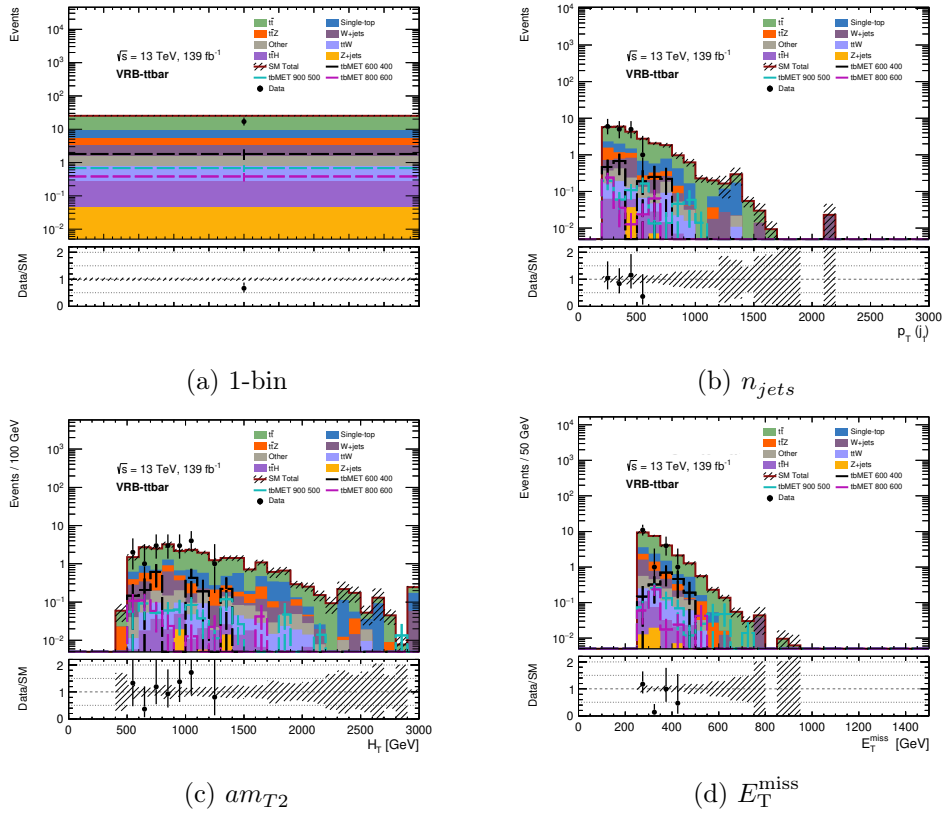 Events
10⁴
10³
10²
10
1
10⁻¹
10⁻²
√s = 13 TeV, 139 fb⁻¹
VRB-ttbar
tt̄
Single-top
tt̄Z
W+jets
Other
ttW
tt̄H
Z+jets
SM Total
tbMET 600 400
tbMET 900 500
tbMET 800 600
Data
Data/SM
2
1
0
(a) 1-bin
Events
10⁴
10³
10²
10
1
10⁻¹
10⁻²
√s = 13 TeV, 139 fb⁻¹
VRB-ttbar
tt̄
Single-top
tt̄Z
W+jets
Other
ttW
tt̄H
Z+jets
SM Total
tbMET 600 400
tbMET 900 500
tbMET 800 600
Data
Data/SM
2
1
0
0 500 1000 1500 2000 2500 3000
(b) n_jets
Events / 100 GeV
10³
10²
10
1
10⁻¹
10⁻²
√s = 13 TeV, 139 fb⁻¹
VRB-ttbar
tt̄
Single-top
tt̄Z
W+jets
Other
ttW
tt̄H
Z+jets
SM Total
tbMET 600 400
tbMET 900 500
tbMET 800 600
Data
Data/SM
2
1
0
0 500 1000 1500 2000 2500 3000
H_T [GeV]
(c) am_T2
Events / 50 GeV
10⁴
10³
10²
10
1
10⁻¹
10⁻²
√s = 13 TeV, 139 fb⁻¹
VRB-ttbar
tt̄
Single-top
tt̄Z
W+jets
Other
ttW
tt̄H
Z+jets
SM Total
tbMET 600 400
tbMET 900 500
tbMET 800 600
Data
Data/SM
2
1
0
0 200 400 600 800 1000 1200 1400
E_T^miss [GeV]
(d) E_T^miss